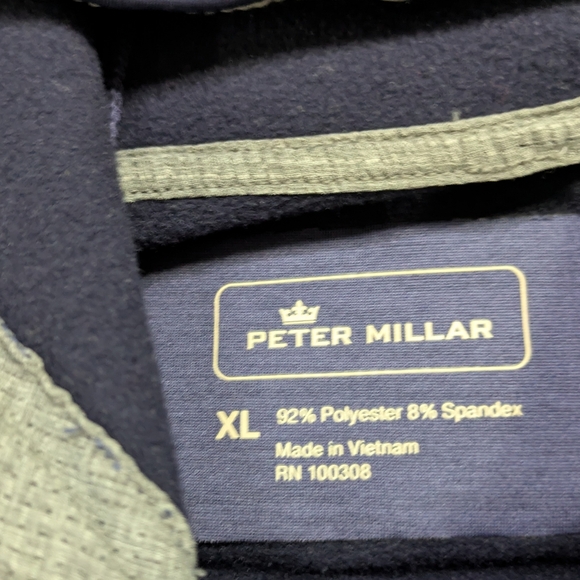 PETER MILLAR
XL 92% Polyester 8% Spandex
Made in Vietnam
RN 100308